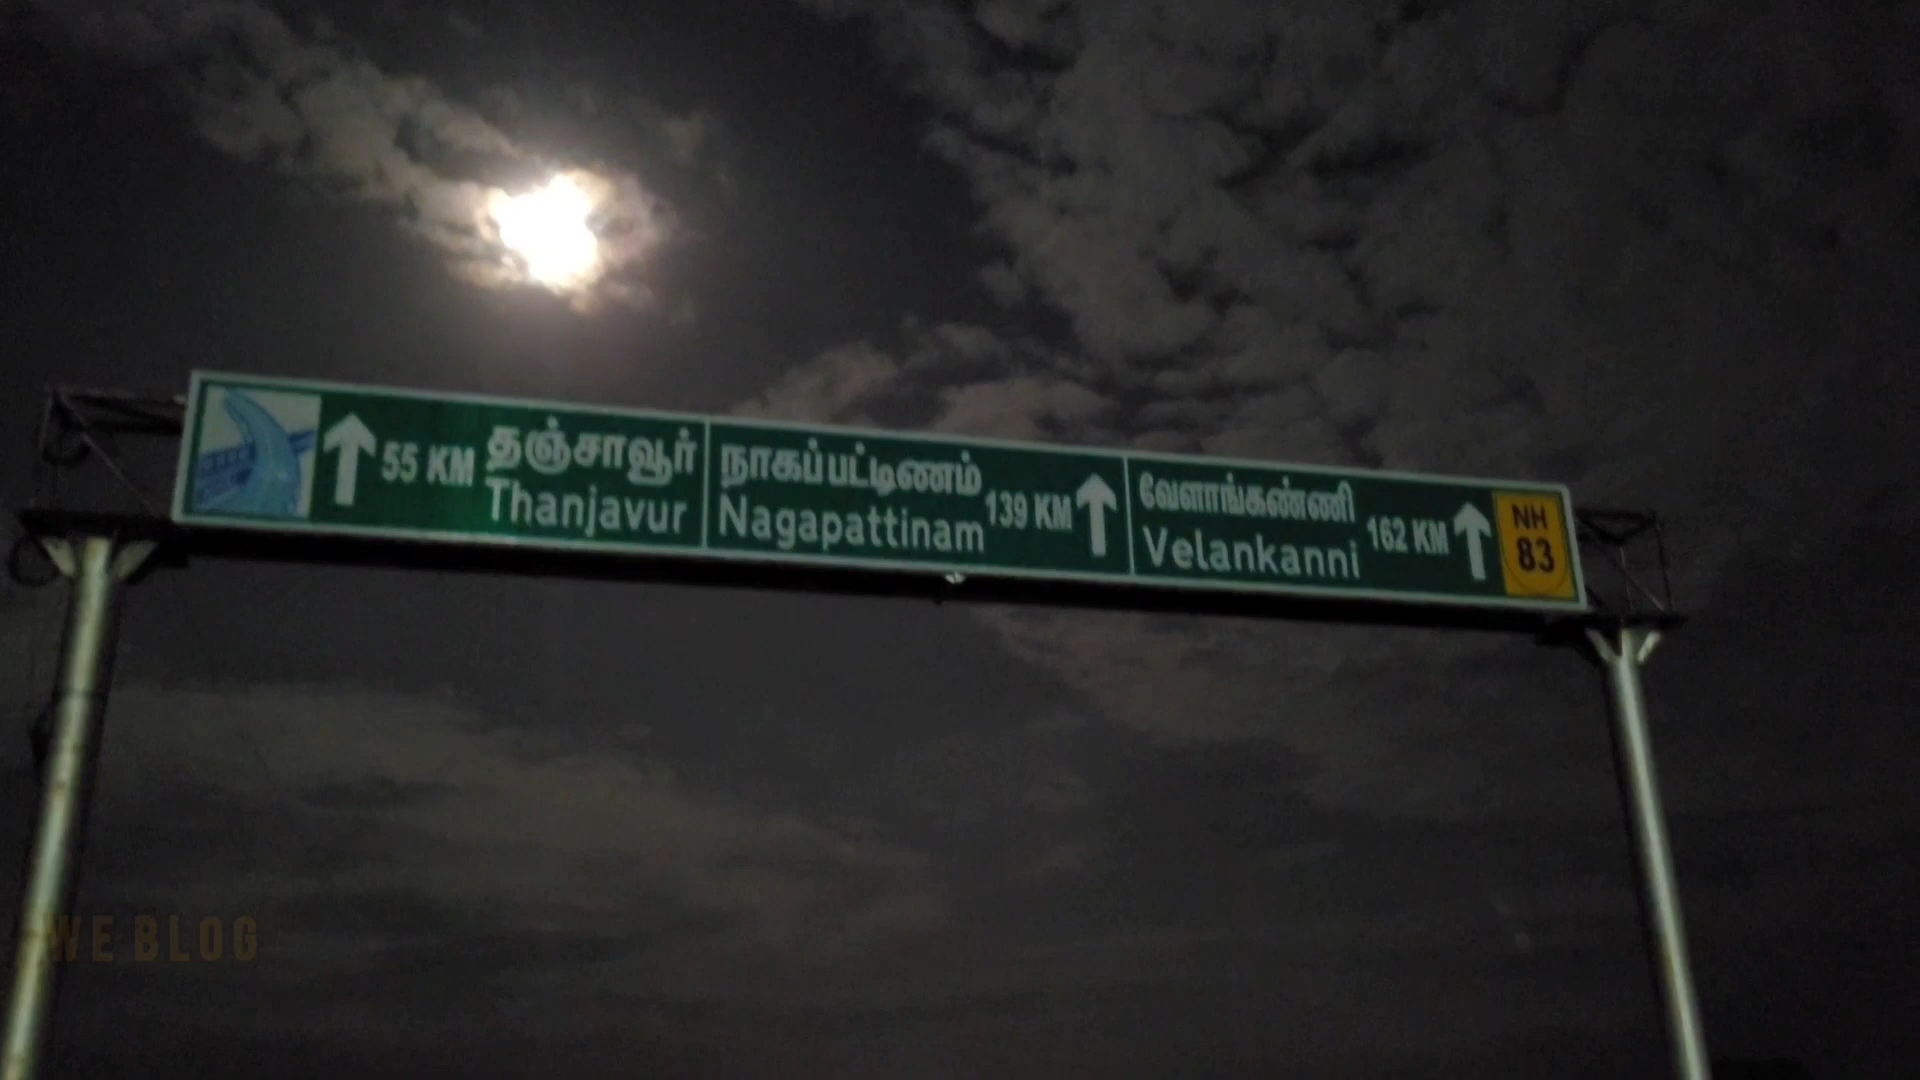 55 KM
தஞ்சாவூர்
Thanjavur
நாகப்பட்டிணம்
Nagapattinam
139 KM
வேளாங்கண்ணி
Velankanni
162 KM
NH
83
WE BLOG